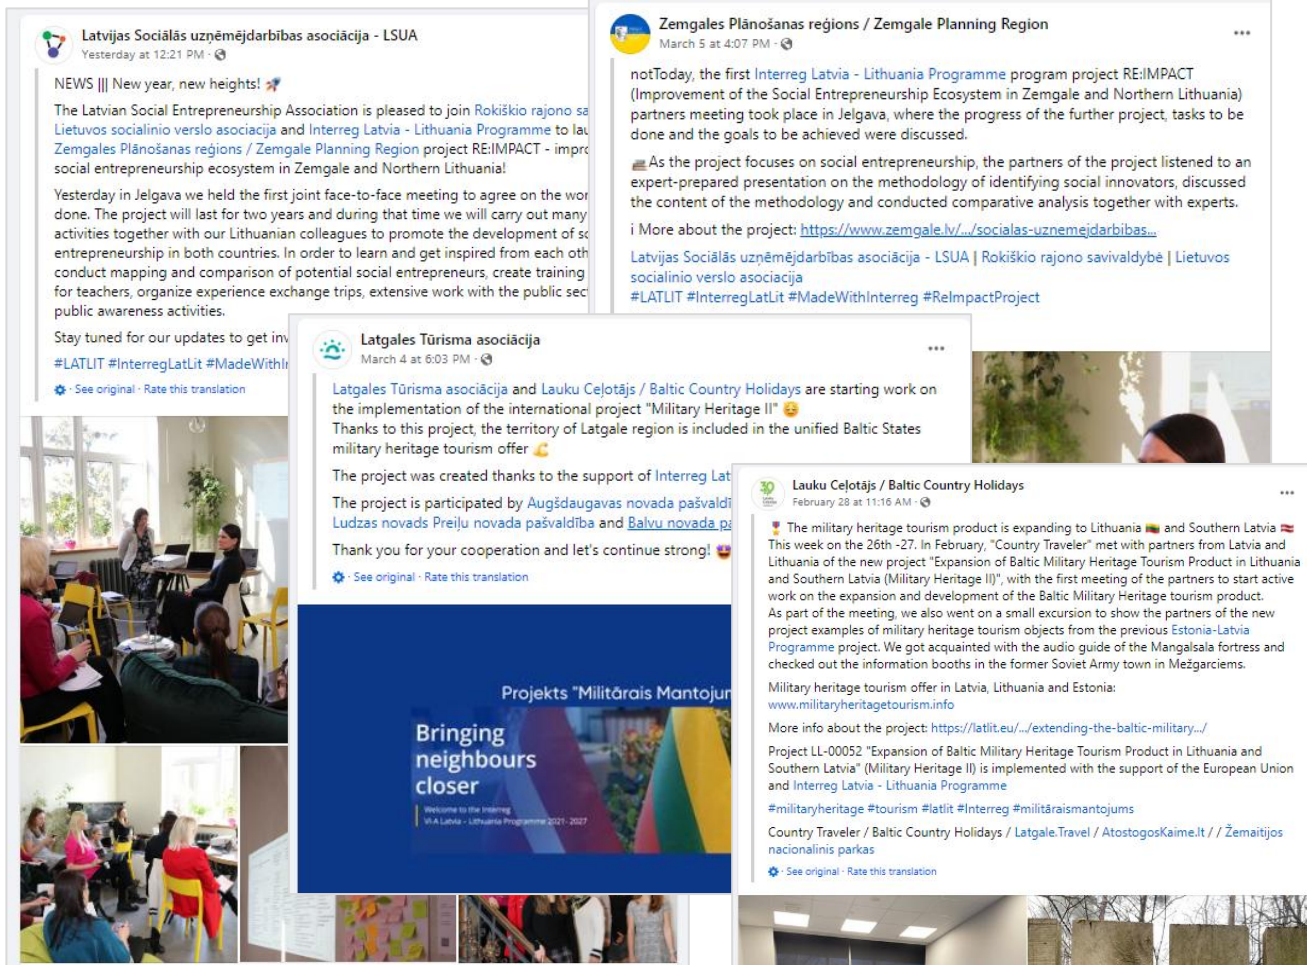 Latvijas Sociālās uzņēmējdarbības asociācija - LSUA
Yesterday at 12:21 PM ·
NEWS ||| New year, new heights! 🚀
The Latvian Social Entrepreneurship Association is pleased to join Rokiškio rajono
Lietuvos socialinio verslo asociacija and Interreg Latvia - Lithuania Programme to
Zemgales Plānošanas reģions / Zemgale Planning Region project RE:IMPACT -
social entrepreneurship ecosystem in Zemgale and Northern Lithuania!
Yesterday in Jelgava we held the first joint face-to-face meeting to agree on the
done. The project will last for two years and during that time we will carry out many
activities together with our Lithuanian colleagues to promote the development of
entrepreneurship in both countries. In order to learn and get inspired from each
conduct mapping and comparison of potential social entrepreneurs, create training
for teachers, organize experience exchange trips, extensive work with the public
public awareness activities.
Stay tuned for our updates to get
#LATLIT #InterregLatLit
· See original · Rate this translation
Zemgales Plānošanas reģions / Zemgale Planning Region
March 5 at 4:07 PM ·
notToday, the first Interreg Latvia - Lithuania Programme program project RE:IMPACT
(Improvement of the Social Entrepreneurship Ecosystem in Zemgale and Northern Lithuania)
partners meeting took place in Jelgava, where the progress of the further project, tasks to be
done and the goals to be achieved were discussed.
As the project focuses on social entrepreneurship, the partners of the project listened to an
expert-prepared presentation on the methodology of identifying social innovators, discussed
the content of the methodology and conducted comparative analysis together with experts.
i More about the project: https://www.zemgale.lv/.../socialas-uznemejdarbibas...
Latvijas Sociālās uzņēmējdarbības asociācija - LSUA | Rokiškio rajono savivaldybė | Lietuvos
socialinio verslo asociacija
#LATLIT #InterregLatLit #MadeWithInterreg #ReImpactProject
Latgales Tūrisma asociācija
March 4 at 6:03 PM ·
Latgales Tūrisma asociācija and Lauku Ceļotājs / Baltic Country Holidays are starting work on
the implementation of the international project "Military Heritage II" 😊
Thanks to this project, the territory of Latgale region is included in the unified Baltic States
military heritage tourism offer 💪
The project was created thanks to the support of Interreg
The project is participated by Augšdaugavas novada
Ludzas novads Preiļu novada pašvaldība and Balvu novada
Thank you for your cooperation and let's continue strong! 🤩
· See original · Rate this translation
Projekts "Militārais
Bringing
neighbours
closer
Welcome to the Interreg
VI-A Latvia – Lithuania Programme 2021- 2027
Lauku Ceļotājs / Baltic Country Holidays
February 28 at 11:16 AM ·
🎖 The military heritage tourism product is expanding to Lithuania 🇱🇹 and Southern Latvia 🇱🇻
This week on the 26th -27. In February, "Country Traveler" met with partners from Latvia and
Lithuania of the new project "Expansion of Baltic Military Heritage Tourism Product in Lithuania
and Southern Latvia (Military Heritage II)", with the first meeting of the partners to start active
work on the expansion and development of the Baltic Military Heritage tourism product.
As part of the meeting, we also went on a small excursion to show the partners of the new
project examples of military heritage tourism objects from the previous Estonia-Latvia
Programme project. We got acquainted with the audio guide of the Mangalsala fortress and
checked out the information booths in the former Soviet Army town in Mežgarciems.
Military heritage tourism offer in Latvia, Lithuania and Estonia:
www.militaryheritagetourism.info
More info about the project: https://latlit.eu/.../extending-the-baltic-military.../
Project LL-00052 "Expansion of Baltic Military Heritage Tourism Product in Lithuania and
Southern Latvia" (Military Heritage II) is implemented with the support of the European Union
and Interreg Latvia - Lithuania Programme
#militaryheritage #tourism #latlit #Interreg #militāraismantojums
Country Traveler / Baltic Country Holidays / Latgale.Travel / AtostogosKaime.lt / / Žemaitijos
nacionalinis parkas
· See original · Rate this translation